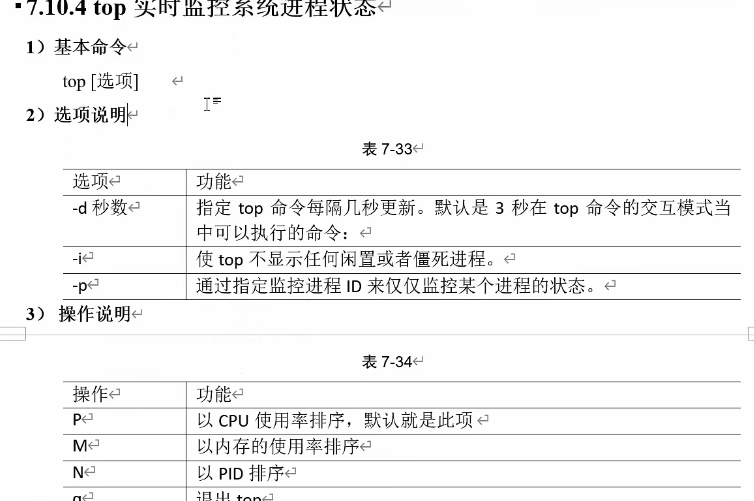 7.10.4 top 实时监控系统进程状态
1）基本命令
top [选项]
2）选项说明
表 7-33
选项 功能
-d 秒数 指定 top 命令每隔几秒更新。默认是 3 秒在 top 命令的交互模式当
中可以执行的命令：
-i 使 top 不显示任何闲置或者僵死进程。
-p 通过指定监控进程 ID 来仅仅监控某个进程的状态。
3） 操作说明
表 7-34
操作 功能
P 以 CPU 使用率排序，默认就是此项
M 以内存的使用率排序
N 以 PID 排序
q 退出 top